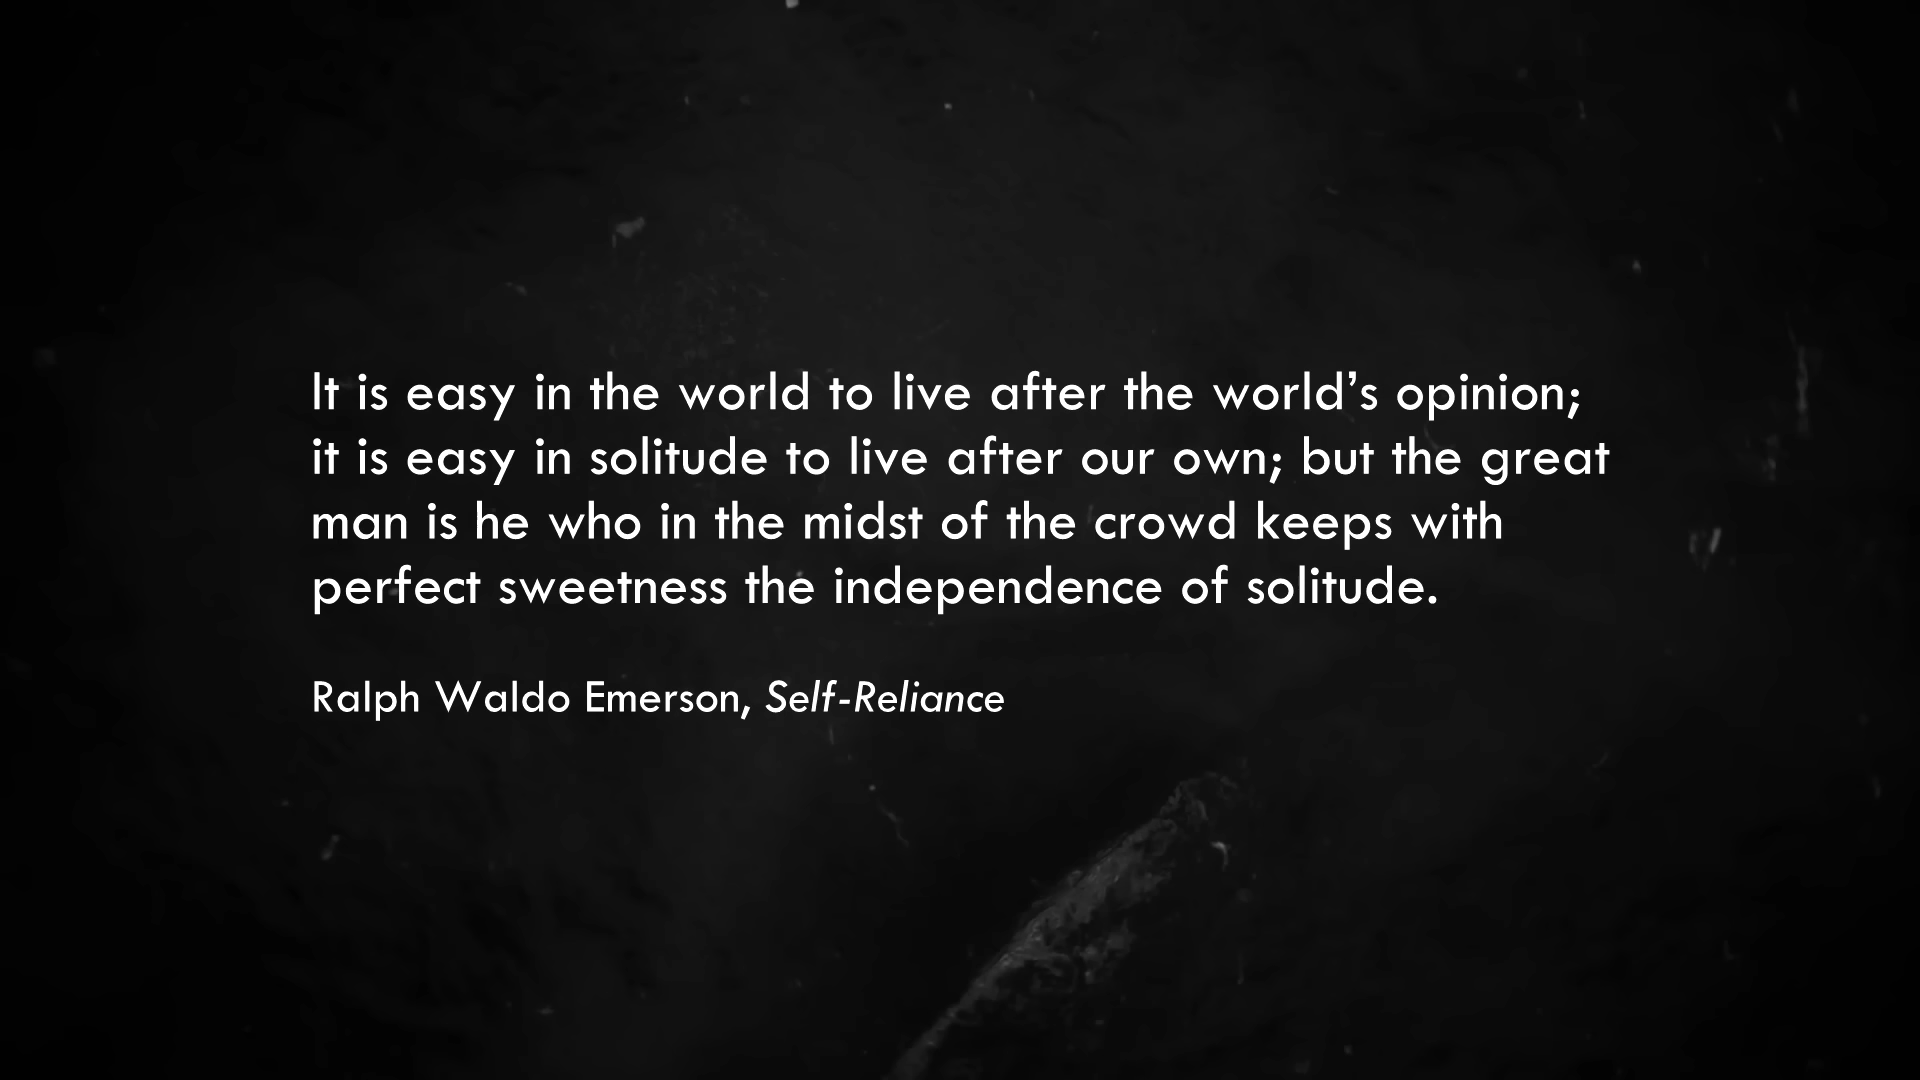 It is easy in the world to live after the world’s opinion;
it is easy in solitude to live after our own; but the great
man is he who in the midst of the crowd keeps with
perfect sweetness the independence of solitude.
Ralph Waldo Emerson, Self-Reliance